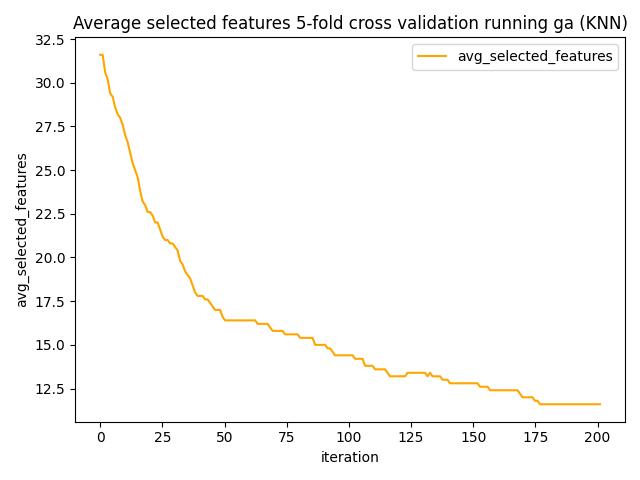 Average selected features 5-fold cross validation running ga (KNN)
avg_selected_features
32.5
30.0
27.5
25.0
22.5
20.0
17.5
15.0
12.5
avg_selected_features
0 25 50 75 100 125 150 175 200
iteration